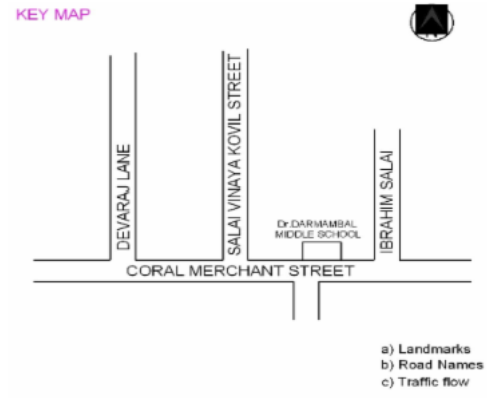 KEY MAP
DEVARAJ LANE
SALAI VINAYA KOVIL STREET
Dr.DARMAMBAL
MIDDLE SCHOOL
IBRAHIM SALAI
CORAL MERCHANT STREET
a) Landmarks
b) Road Names
c) Traffic flow